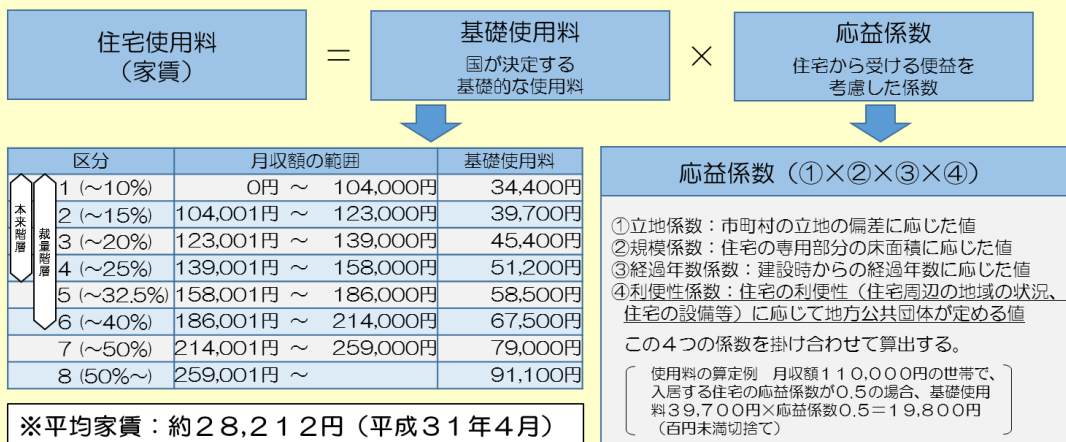 住宅使用料
（家賃）
＝
基礎使用料
国が決定する
基礎的な使用料
×
応益係数
住宅から受ける便益を
考慮した係数
区分 月収額の範囲 基礎使用料
1 (～10%) 0円 ～ 104,000円 34,400円
2 (～15%) 104,001円 ～ 123,000円 39,700円
3 (～20%) 123,001円 ～ 139,000円 45,400円
4 (～25%) 139,001円 ～ 158,000円 51,200円
5 (～32.5%) 158,001円 ～ 186,000円 58,500円
6 (～40%) 186,001円 ～ 214,000円 67,500円
7 (～50%) 214,001円 ～ 259,000円 79,000円
8 (50%～) 259,001円 ～ 91,100円
本来階層
裁量階層
※平均家賃：約２８,２１２円（平成３１年４月）
応益係数（①×②×③×④）
①立地係数：市町村の立地の偏差に応じた値
②規模係数：住宅の専用部分の床面積に応じた値
③経過年数係数：建設時からの経過年数に応じた値
④利便性係数：住宅の利便性（住宅周辺の地域の状況、
住宅の設備等）に応じて地方公共団体が定める値
この４つの係数を掛け合わせて算出する。
使用料の算定例　月収額１１０,０００円の世帯で、
入居する住宅の応益係数が０.５の場合、基礎使用
料３９,７００円×応益係数０.５＝１９,８００円
（百円未満切捨て）